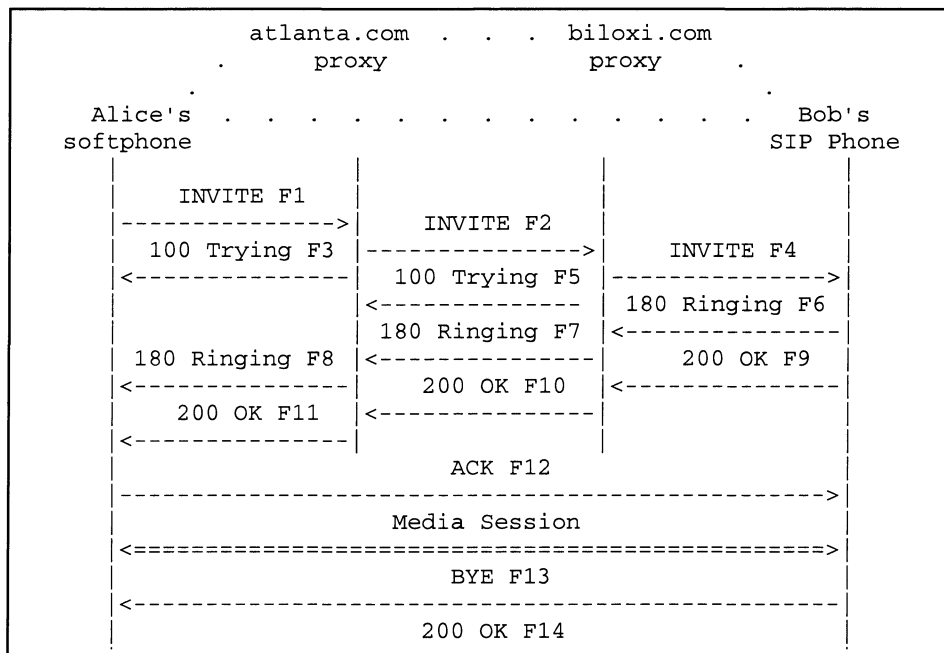 atlanta.com . . . biloxi.com
. proxy proxy .
. .
Alice's . . . . . . . . . . . . . Bob's
softphone SIP Phone
| | | |
| INVITE F1 | | |
|--------------->| INVITE F2 | |
| 100 Trying F3 |--------------->| INVITE F4 |
|<---------------| 100 Trying F5 |--------------->|
| |<-------------- | 180 Ringing F6 |
| | 180 Ringing F7 |<---------------|
| 180 Ringing F8 |<---------------| 200 OK F9 |
|<---------------| 200 OK F10 |<---------------|
| 200 OK F11 |<---------------| |
|<---------------| | |
| ACK F12 |
|------------------------------------------------->|
| Media Session |
|<================================================>|
| BYE F13 |
|<-------------------------------------------------|
| 200 OK F14 |